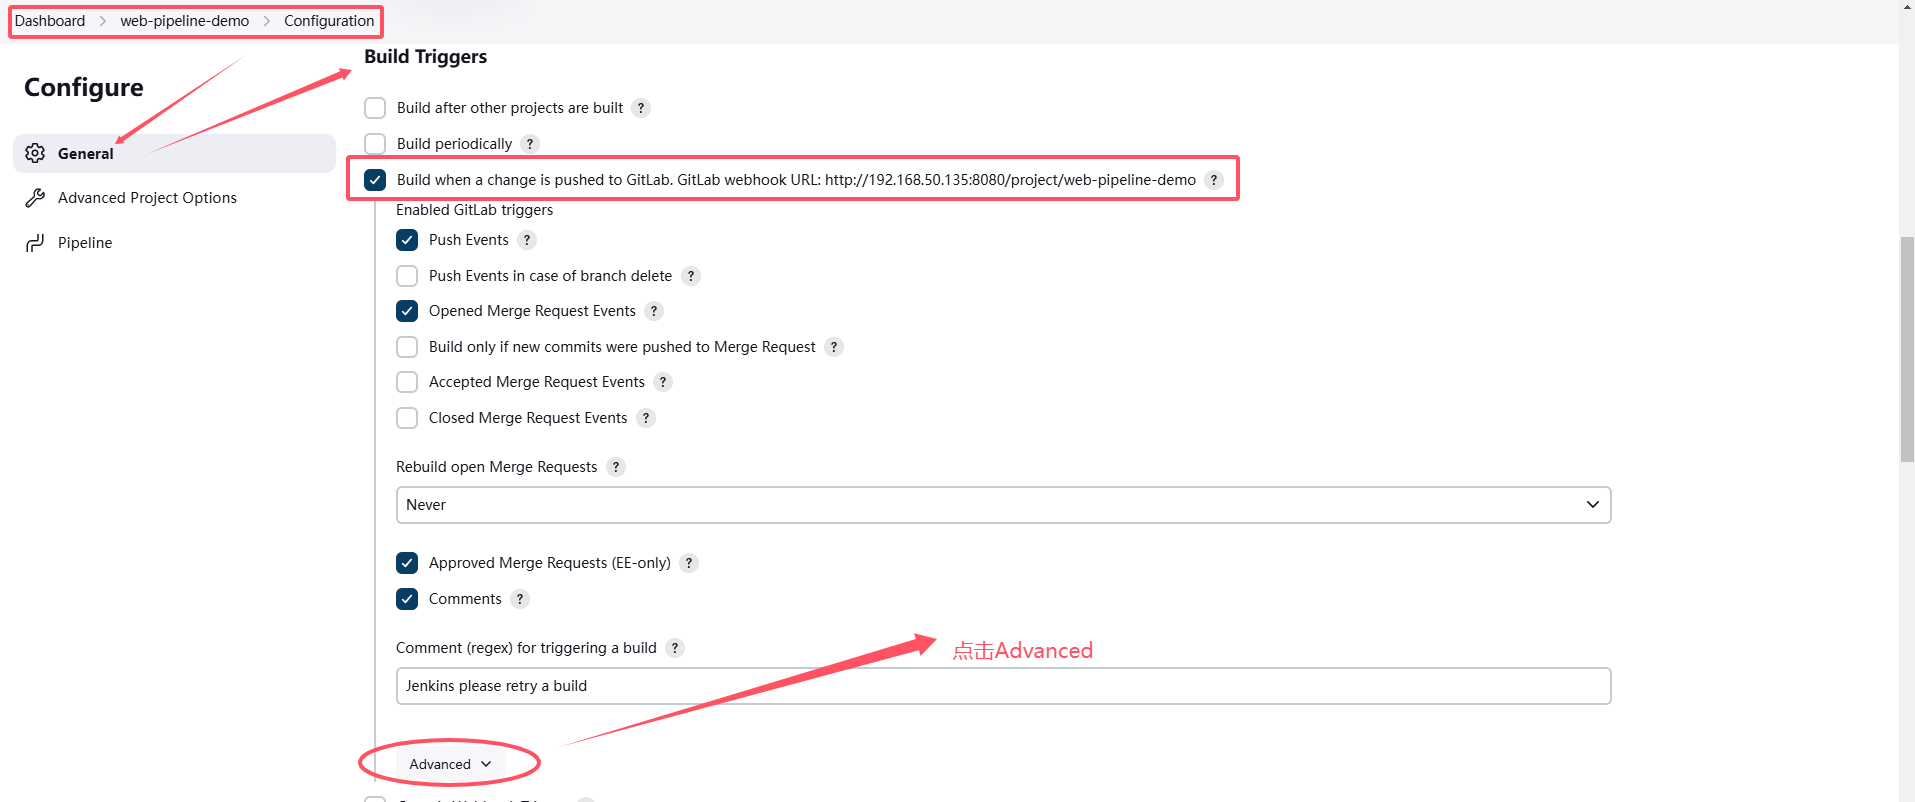 Dashboard > web-pipeline-demo > Configuration
Build Triggers
Configure
Build after other projects are built ?
Build periodically ?
General
Build when a change is pushed to GitLab. GitLab webhook URL: http://192.168.50.135:8080/project/web-pipeline-demo ?
Advanced Project Options
Enabled GitLab triggers
Push Events ?
Pipeline
Push Events in case of branch delete ?
Opened Merge Request Events ?
Build only if new commits were pushed to Merge Request ?
Accepted Merge Request Events ?
Closed Merge Request Events ?
Rebuild open Merge Requests ?
Never
Approved Merge Requests (EE-only) ?
Comments ?
Comment (regex) for triggering a build ?
点击Advanced
Jenkins please retry a build
Advanced